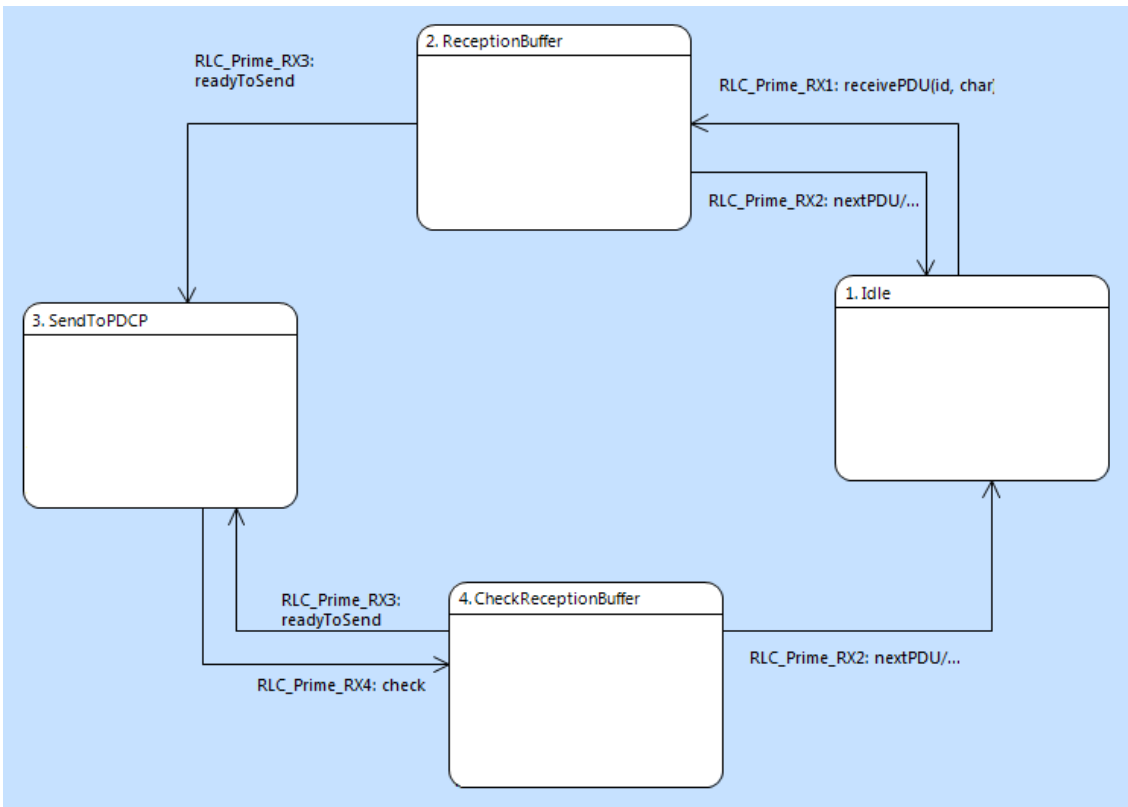 2. ReceptionBuffer
RLC_Prime_RX3:
readyToSend
RLC_Prime_RX1: receivePDU(id, char)
RLC_Prime_RX2: nextPDU/...
1. Idle
3. SendToPDCP
RLC_Prime_RX3:
readyToSend
4. CheckReceptionBuffer
RLC_Prime_RX2: nextPDU/...
RLC_Prime_RX4: check